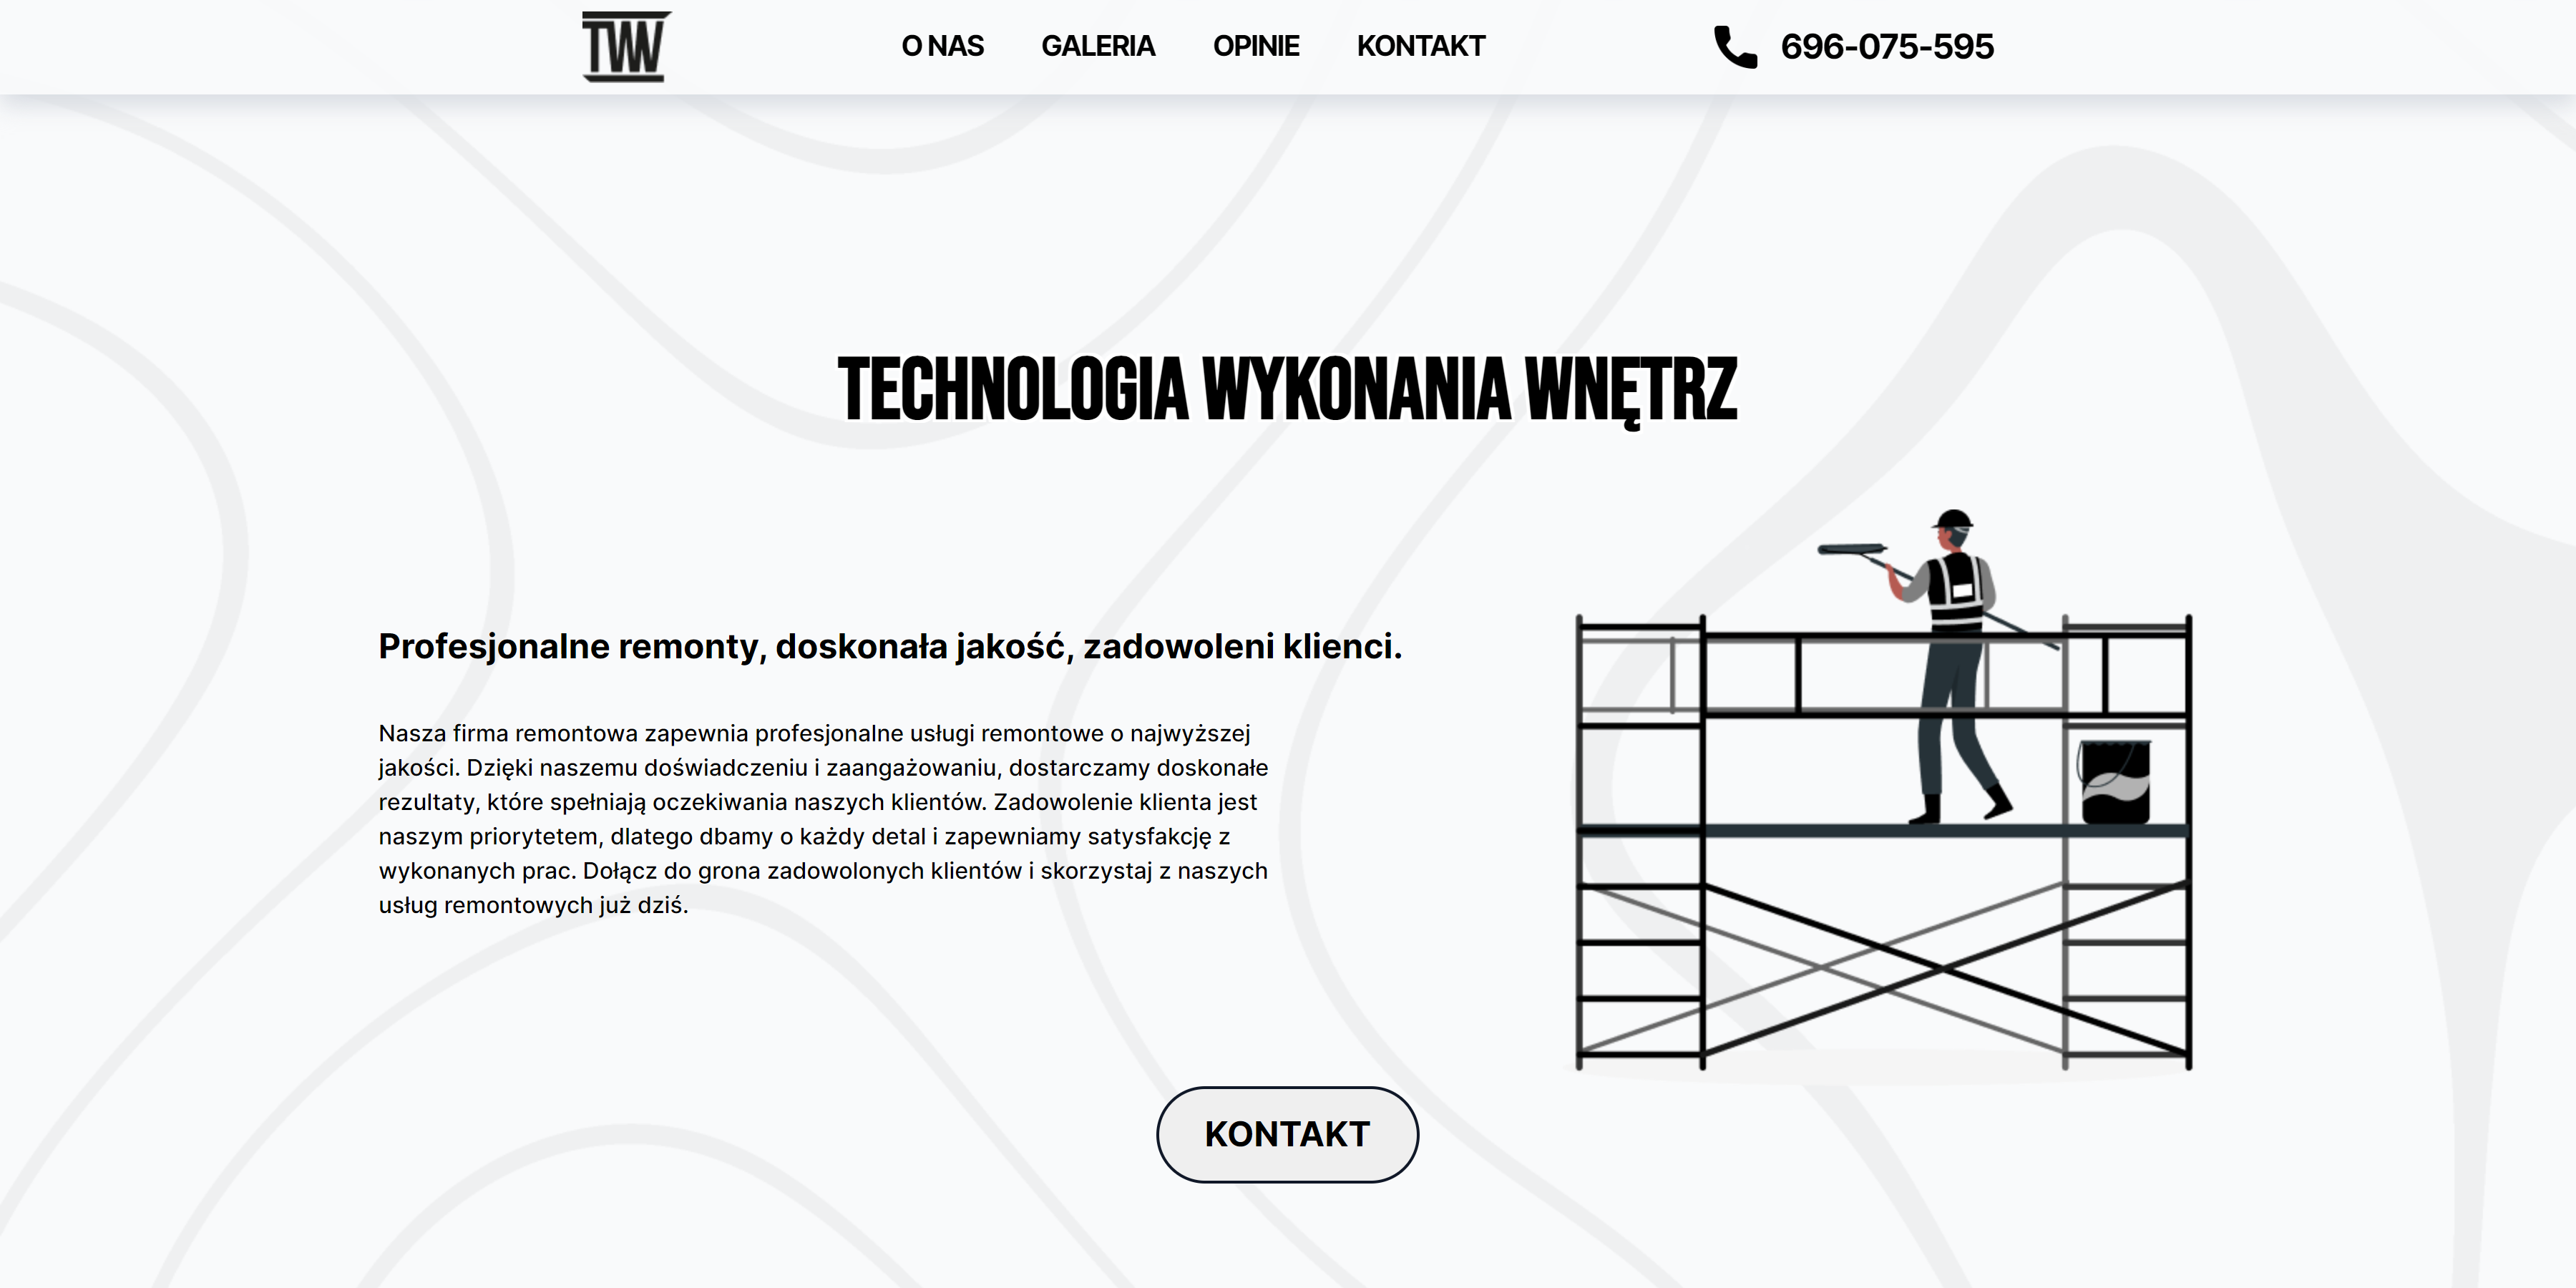 TWW
O NAS GALERIA OPINIE KONTAKT 696-075-595
TECHNOLOGIA WYKONANIA WNĘTRZ
Profesjonalne remonty, doskonała jakość, zadowoleni klienci.
Nasza firma remontowa zapewnia profesjonalne usługi remontowe o najwyższej
jakości. Dzięki naszemu doświadczeniu i zaangażowaniu, dostarczamy doskonałe
rezultaty, które spełniają oczekiwania naszych klientów. Zadowolenie klienta jest
naszym priorytetem, dlatego dbamy o każdy detal i zapewniamy satysfakcję z
wykonanych prac. Dołącz do grona zadowolonych klientów i skorzystaj z naszych
usług remontowych już dziś.
KONTAKT